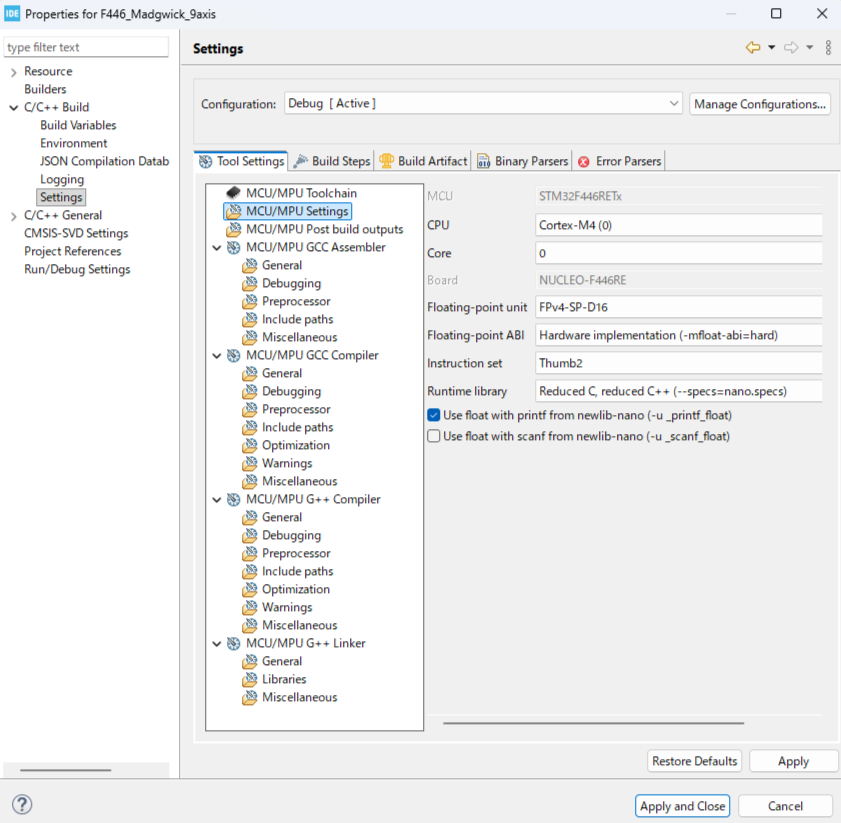 IDE Properties for F446_Madgwick_9axis
type filter text
Resource
Builders
C/C++ Build
Build Variables
Environment
JSON Compilation Datab
Logging
Settings
C/C++ General
CMSIS-SVD Settings
Project References
Run/Debug Settings
Settings
Configuration: Debug [ Active ] Manage Configurations...
Tool Settings Build Steps Build Artifact Binary Parsers Error Parsers
MCU/MPU Toolchain
MCU/MPU Settings
MCU/MPU Post build outputs
MCU/MPU GCC Assembler
General
Debugging
Preprocessor
Include paths
Miscellaneous
MCU/MPU GCC Compiler
General
Debugging
Preprocessor
Include paths
Optimization
Warnings
Miscellaneous
MCU/MPU G++ Compiler
General
Debugging
Preprocessor
Include paths
Optimization
Warnings
Miscellaneous
MCU/MPU G++ Linker
General
Libraries
Miscellaneous
MCU STM32F446RETx
CPU Cortex-M4 (0)
Core 0
Board NUCLEO-F446RE
Floating-point unit FPv4-SP-D16
Floating-point ABI Hardware implementation (-mfloat-abi=hard)
Instruction set Thumb2
Runtime library Reduced C, reduced C++ (--specs=nano.specs)
Use float with printf from newlib-nano (-u _printf_float)
Use float with scanf from newlib-nano (-u _scanf_float)
Restore Defaults Apply
? Apply and Close Cancel